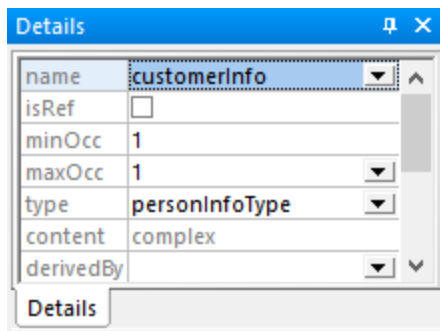 Details
name customerInfo
isRef
minOcc 1
maxOcc 1
type personInfoType
content complex
derivedBy
Details